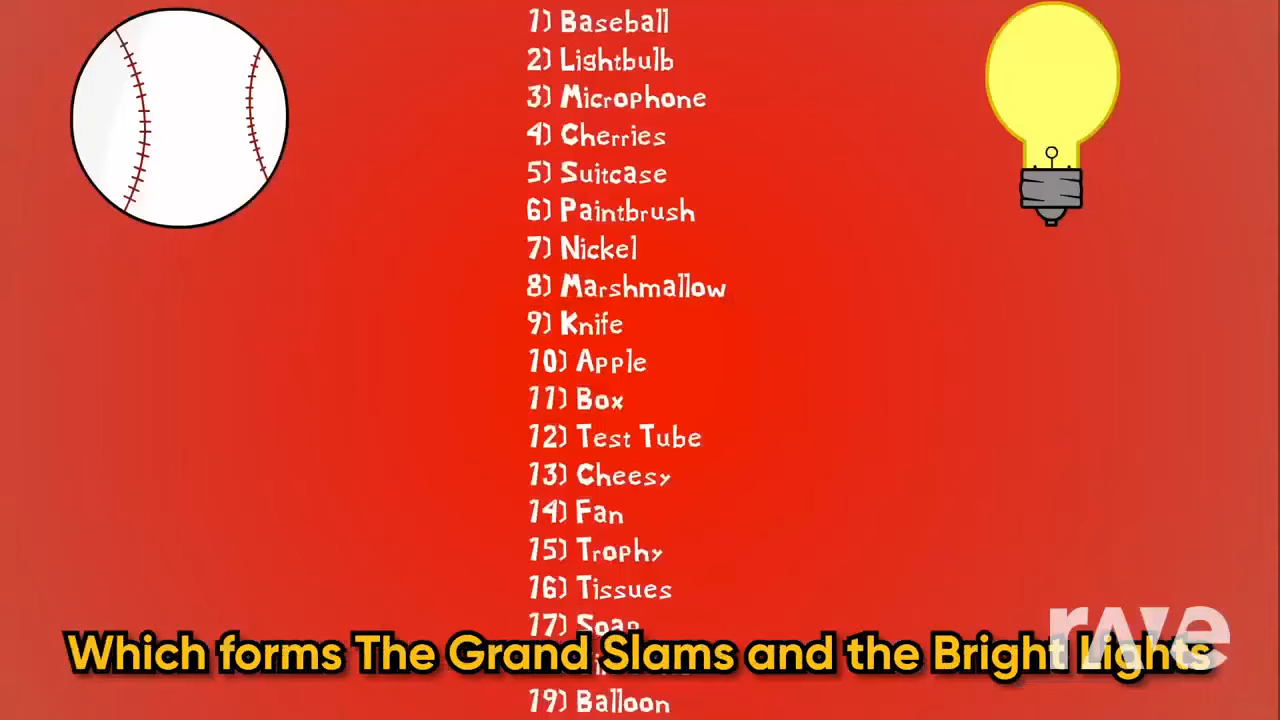 1) Baseball
2) Lightbulb
3) Microphone
4) Cherries
5) Suitcase
6) Paintbrush
7) Nickel
8) Marshmallow
9) Knife
10) Apple
11) Box
12) Test Tube
13) Cheesy
14) Fan
15) Trophy
16) Tissues
17) Soap
Which forms The Grand Slams and the Bright Lights
rave
19) Balloon